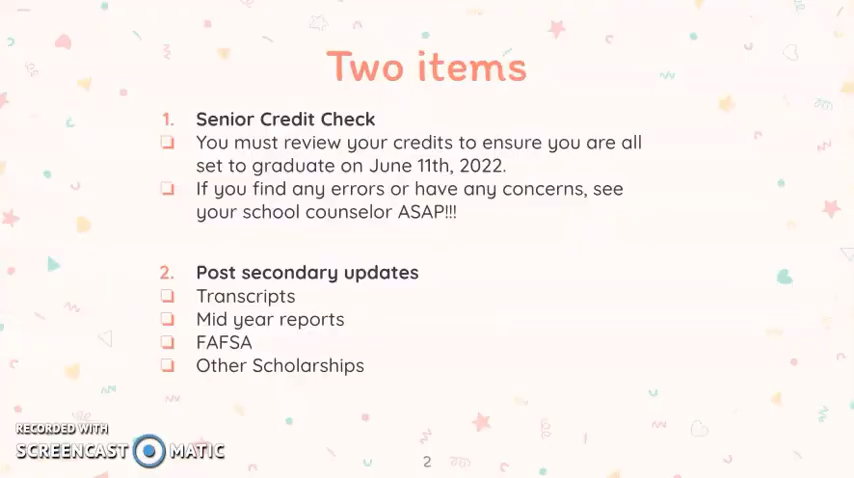 Two items
1. Senior Credit Check
❑ You must review your credits to ensure you are all
set to graduate on June 11th, 2022.
❑ If you find any errors or have any concerns, see
your school counselor ASAP!!!
2. Post secondary updates
❑ Transcripts
❑ Mid year reports
❑ FAFSA
❑ Other Scholarships
RECORDED WITH
SCREENCAST MATIC
2